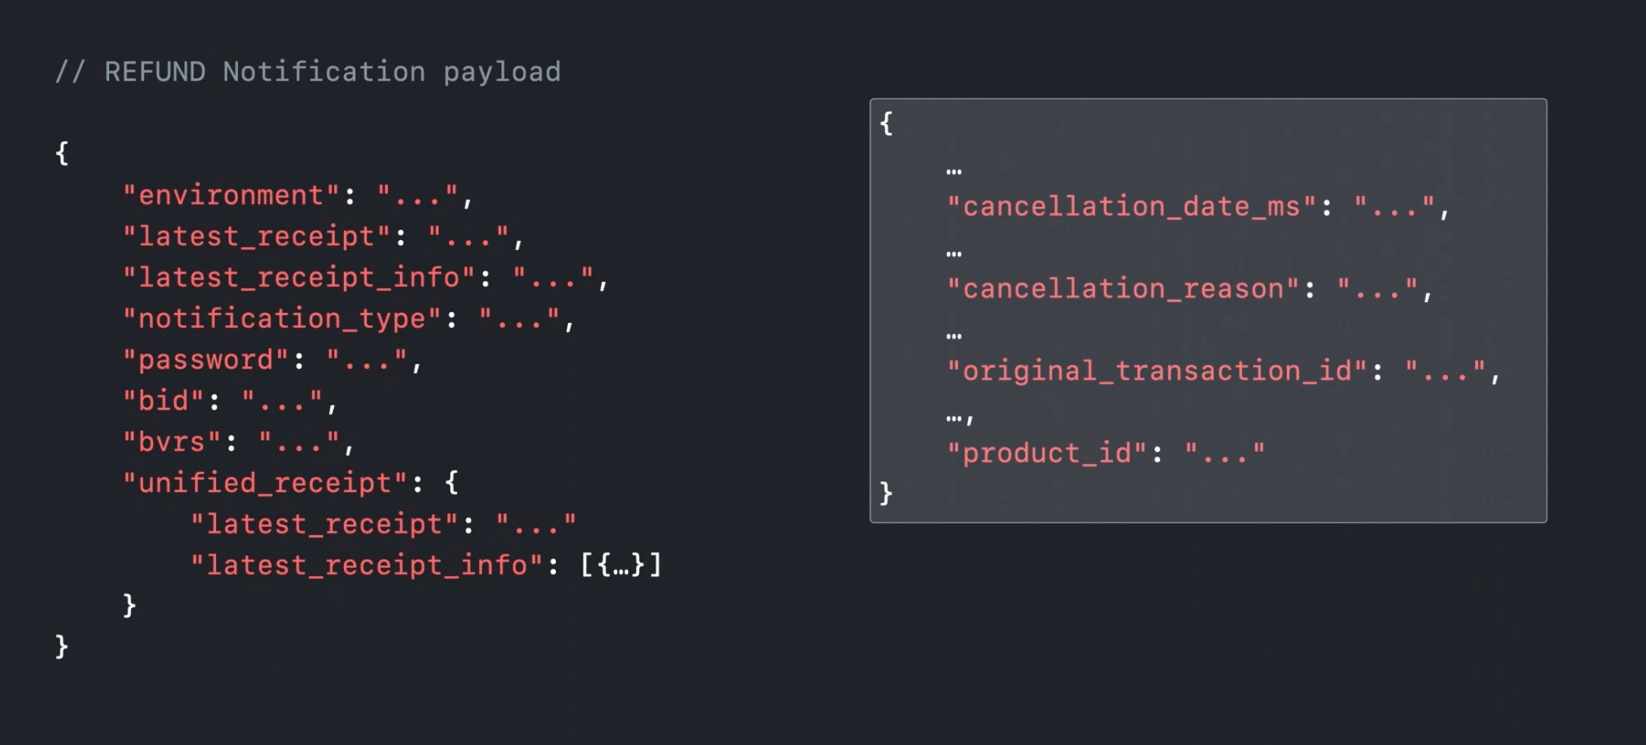 // REFUND Notification payload
{
"environment": "...",
"latest_receipt": "...",
"latest_receipt_info": "...",
"notification_type": "...",
"password": "...",
"bid": "...",
"bvrs": "...",
"unified_receipt": {
"latest_receipt": "..."
"latest_receipt_info": [{…}]
}
}
{
…
"cancellation_date_ms": "...",
…
"cancellation_reason": "...",
…
"original_transaction_id": "...",
…,
"product_id": "..."
}